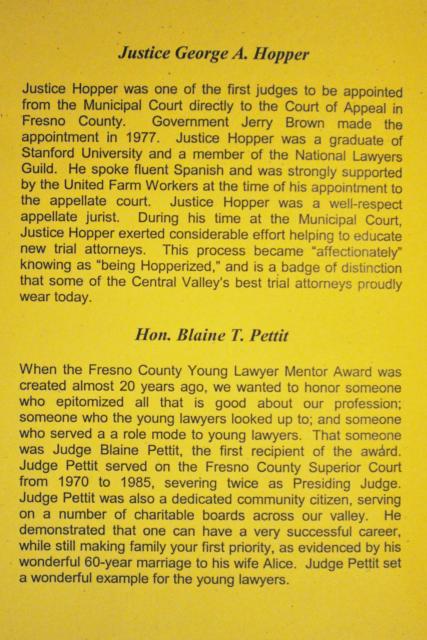 Justice George A. Hopper
Justice Hopper was one of the first judges to be appointed
from the Municipal Court directly to the Court of Appeal in
Fresno County. Government Jerry Brown made the
appointment in 1977. Justice Hopper was a graduate of
Stanford University and a member of the National Lawyers
Guild. He spoke fluent Spanish and was strongly supported
by the United Farm Workers at the time of his appointment to
the appellate court. Justice Hopper was a well-respect
appellate jurist. During his time at the Municipal Court,
Justice Hopper exerted considerable effort helping to educate
new trial attorneys. This process became “affectionately”
knowing as “being Hopperized,” and is a badge of distinction
that some of the Central Valley's best trial attorneys proudly
wear today.
Hon. Blaine T. Pettit
When the Fresno County Young Lawyer Mentor Award was
created almost 20 years ago, we wanted to honor someone
who epitomized all that is good about our profession;
someone who the young lawyers looked up to; and someone
who served a a role mode to young lawyers. That someone
was Judge Blaine Pettit, the first recipient of the award.
Judge Pettit served on the Fresno County Superior Court
from 1970 to 1985, severing twice as Presiding Judge.
Judge Pettit was also a dedicated community citizen, serving
on a number of charitable boards across our valley. He
demonstrated that one can have a very successful career,
while still making family your first priority, as evidenced by his
wonderful 60-year marriage to his wife Alice. Judge Pettit set
a wonderful example for the young lawyers.